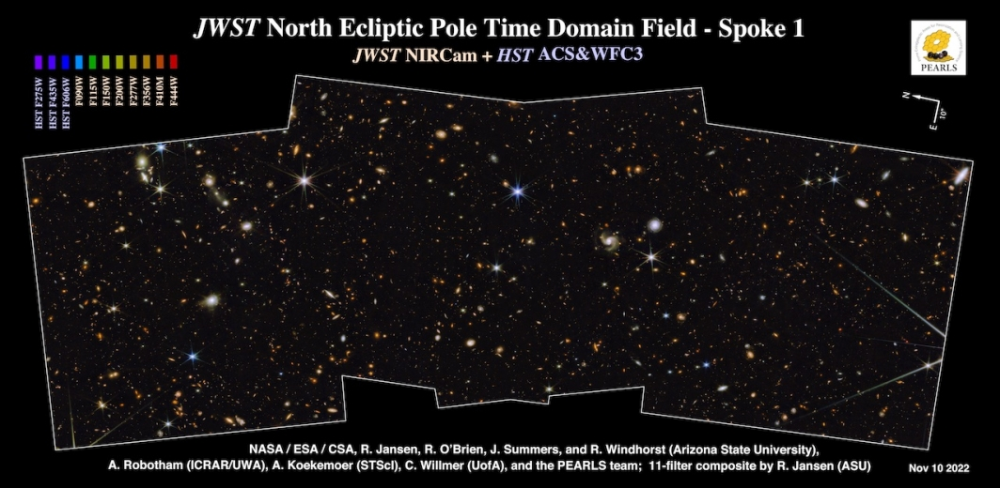 JWST North Ecliptic Pole Time Domain Field - Spoke 1
JWST NIRCam + HST ACS&WFC3
HST F275W
HST F435W
HST F606W
F090W
F115W
F150W
F200W
F277W
F356W
F410M
F444W
PEARLS
N
E
10"
NASA / ESA / CSA, R. Jansen, R. O'Brien, J. Summers, and R. Windhorst (Arizona State University),
A. Robotham (ICRAR/UWA), A. Koekemoer (STScI), C. Willmer (UofA), and the PEARLS team; 11-filter composite by R. Jansen (ASU)
Nov 10 2022